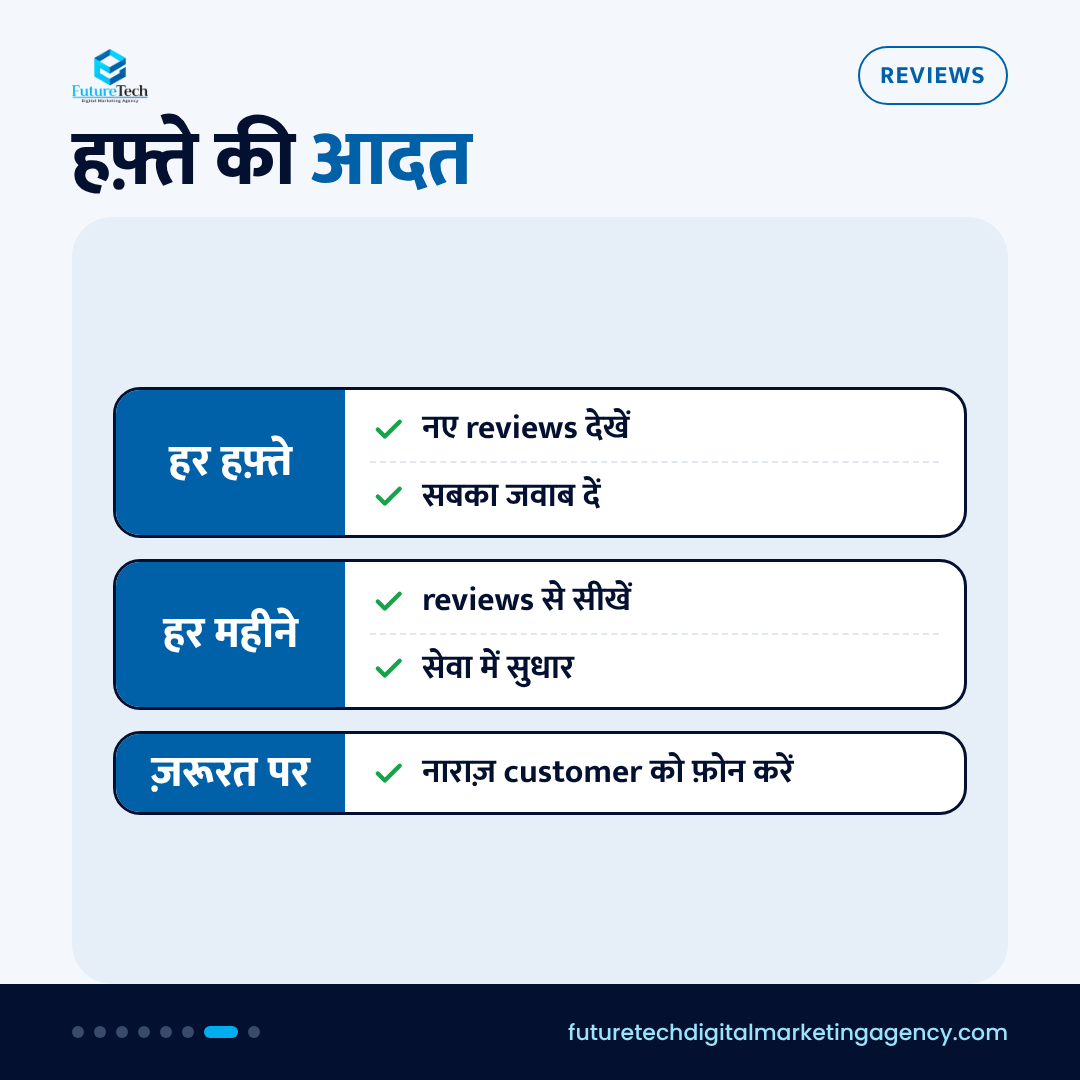 FutureTech
Digital Marketing Agency
REVIEWS
हफ़्ते की आदत
हर हफ़्ते
नए reviews देखें
सबका जवाब दें
हर महीने
reviews से सीखें
सेवा में सुधार
ज़रूरत पर
नाराज़ customer को फ़ोन करें
futuretechdigitalmarketingagency.com